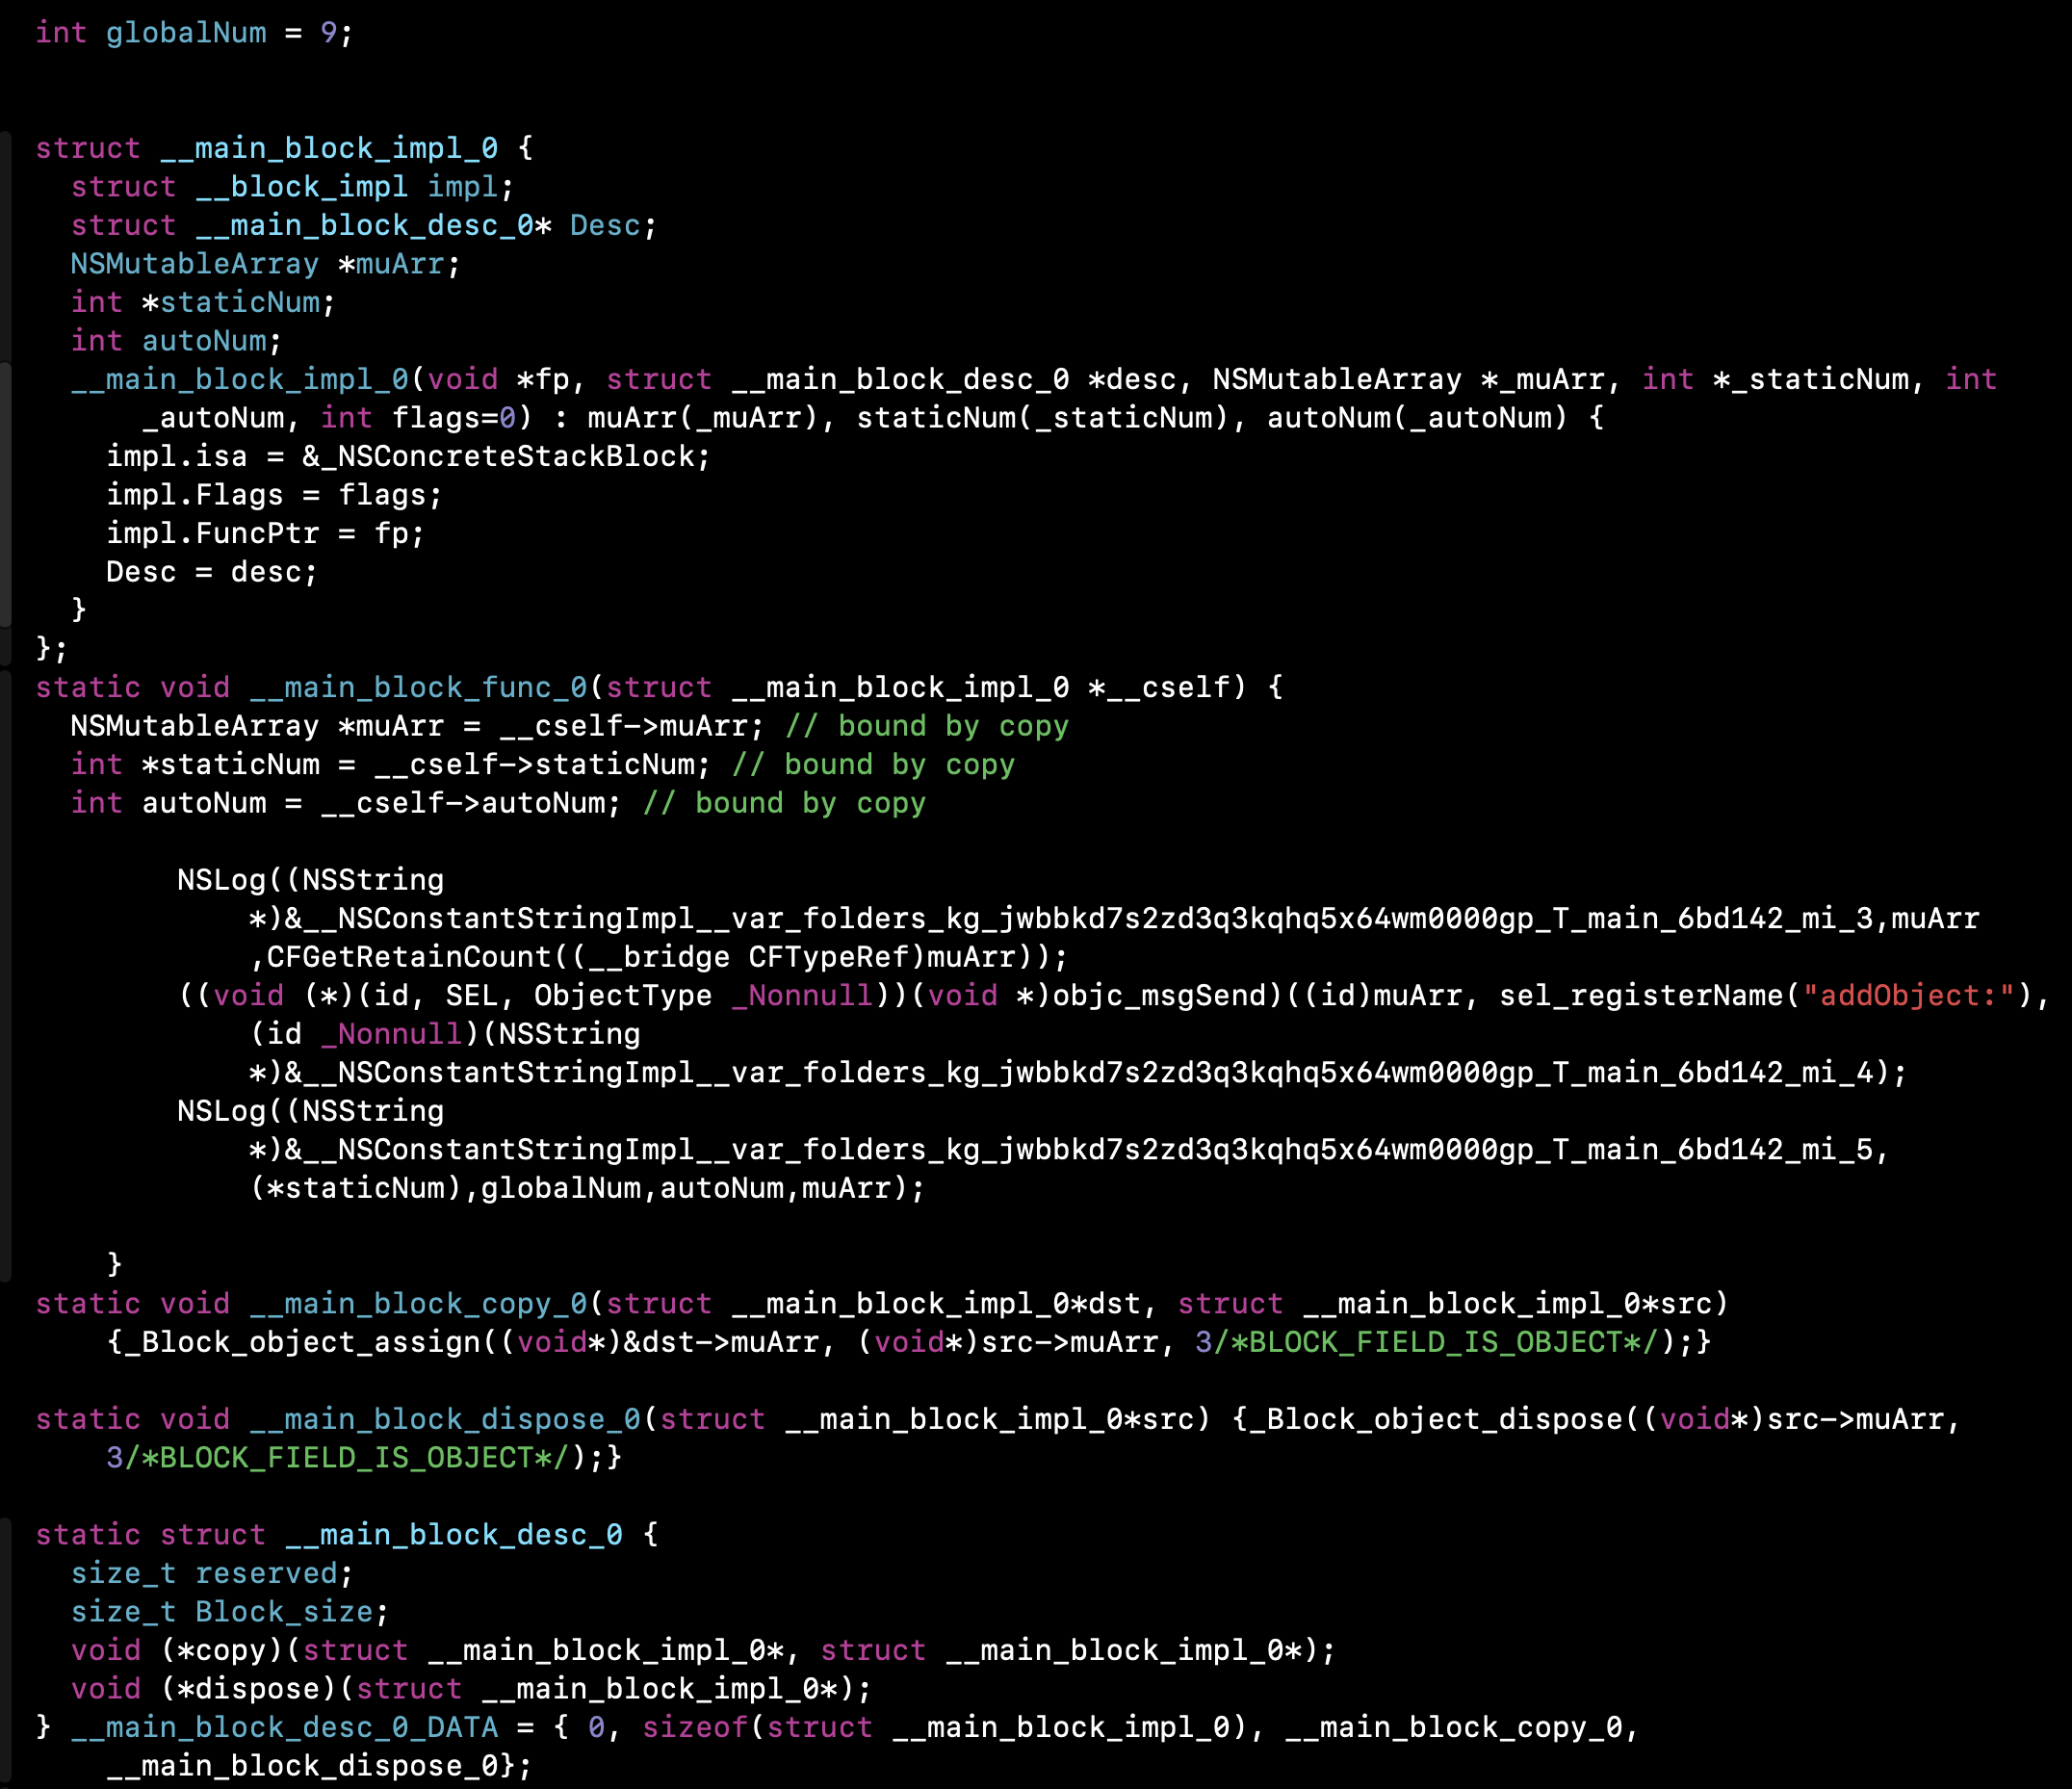 int globalNum = 9;
struct __main_block_impl_0 {
  struct __block_impl impl;
  struct __main_block_desc_0* Desc;
  NSMutableArray *muArr;
  int *staticNum;
  int autoNum;
  __main_block_impl_0(void *fp, struct __main_block_desc_0 *desc, NSMutableArray *_muArr, int *_staticNum, int
      _autoNum, int flags=0) : muArr(_muArr), staticNum(_staticNum), autoNum(_autoNum) {
    impl.isa = &_NSConcreteStackBlock;
    impl.Flags = flags;
    impl.FuncPtr = fp;
    Desc = desc;
  }
};
static void __main_block_func_0(struct __main_block_impl_0 *__cself) {
  NSMutableArray *muArr = __cself->muArr; // bound by copy
  int *staticNum = __cself->staticNum; // bound by copy
  int autoNum = __cself->autoNum; // bound by copy
        NSLog((NSString
            *)&__NSConstantStringImpl__var_folders_kg_jwbbkd7s2zd3q3kqhq5x64wm0000gp_T_main_6bd142_mi_3,muArr
            ,CFGetRetainCount((__bridge CFTypeRef)muArr));
        ((void (*)(id, SEL, ObjectType _Nonnull))(void *)objc_msgSend)((id)muArr, sel_registerName("addObject:"),
            (id _Nonnull)(NSString
            *)&__NSConstantStringImpl__var_folders_kg_jwbbkd7s2zd3q3kqhq5x64wm0000gp_T_main_6bd142_mi_4);
        NSLog((NSString
            *)&__NSConstantStringImpl__var_folders_kg_jwbbkd7s2zd3q3kqhq5x64wm0000gp_T_main_6bd142_mi_5,
            (*staticNum),globalNum,autoNum,muArr);
    }
static void __main_block_copy_0(struct __main_block_impl_0*dst, struct __main_block_impl_0*src)
    {_Block_object_assign((void*)&dst->muArr, (void*)src->muArr, 3/*BLOCK_FIELD_IS_OBJECT*/);}
static void __main_block_dispose_0(struct __main_block_impl_0*src) {_Block_object_dispose((void*)src->muArr,
    3/*BLOCK_FIELD_IS_OBJECT*/);}
static struct __main_block_desc_0 {
  size_t reserved;
  size_t Block_size;
  void (*copy)(struct __main_block_impl_0*, struct __main_block_impl_0*);
  void (*dispose)(struct __main_block_impl_0*);
} __main_block_desc_0_DATA = { 0, sizeof(struct __main_block_impl_0), __main_block_copy_0,
    __main_block_dispose_0};